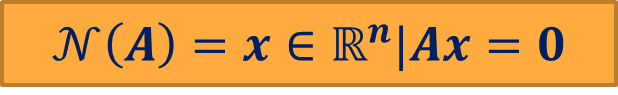 𝒩(A) = x ∈ ℝⁿ|Ax = 0